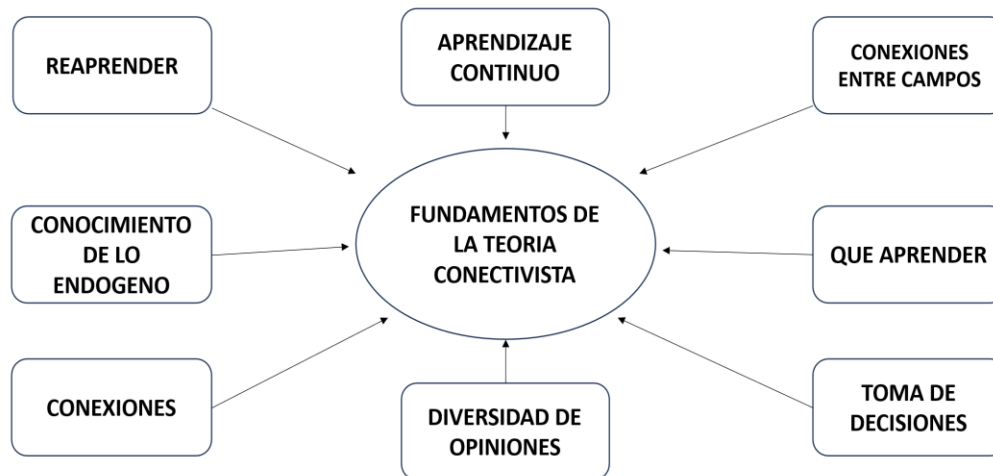 REAPRENDER
APRENDIZAJE
CONTINUO
CONEXIONES
ENTRE CAMPOS
CONOCIMIENTO
DE LO
ENDOGENO
FUNDAMENTOS DE
LA TEORIA
CONECTIVISTA
QUE APRENDER
CONEXIONES
DIVERSIDAD DE
OPINIONES
TOMA DE
DECISIONES